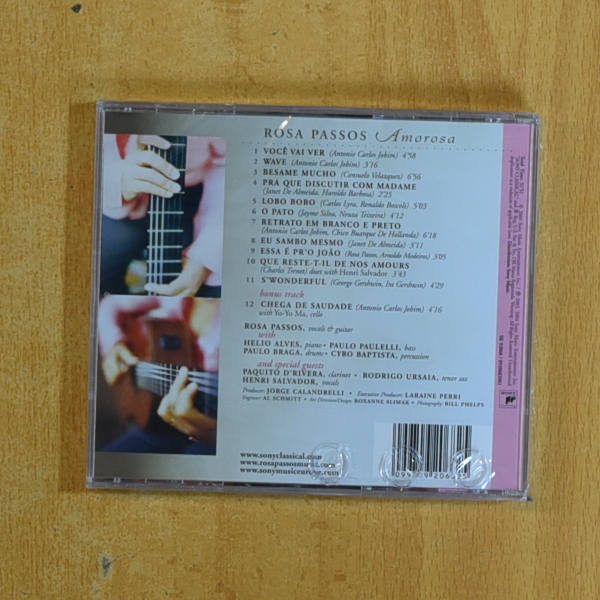 ROSA PASSOS Amorosa
1 VOCÊ VAI VER (Antonio Carlos Jobim) 4'58
2 WAVE (Antonio Carlos Jobim) 3'16
3 BESAME MUCHO (Consuelo Velazques) 6'56
4 PRA QUE DISCUTIR COM MADAME
(Janet De Almeida, Haroldo Barbosa) 2'25
5 LOBO BOBO (Carlos Lyra, Ronaldo Boscoli) 5'03
6 O PATO (Jayme Silva, Neuza Teixeira) 4'12
7 RETRATO EM BRANCO E PRETO
(Antonio Carlos Jobim, Chico Buarque De Hollanda) 6'18
8 EU SAMBO MESMO (Janet De Almeida) 3'11
9 ESSA É PR'O JOÃO (Rosa Passos, Arnoldo Medeiros) 3'05
10 QUE RESTE-T-IL DE NOS AMOURS
(Charles Trenet) duet with Henri Salvador 3'43
11 S'WONDERFUL (George Gershwin, Ira Gershwin) 4'29
bonus track
12 CHEGA DE SAUDADE (Antonio Carlos Jobim) 4'16
with Yo-Yo Ma, cello
ROSA PASSOS, vocals & guitar
with
HELIO ALVES, piano • PAULO PAULELLI, bass
PAULO BRAGA, drums • CYRO BAPTISTA, percussion
and special guests
PAQUITO D'RIVERA, clarinet • RODRIGO URSAIA, tenor sax
HENRI SALVADOR, vocals
Producer: JORGE CALANDRELLI • Executive Producer: LARAINE PERRI
Engineer: AL SCHMITT • Art Direction/Design: ROXANNE SLIMAK • Photography: BILL PHELPS
www.sonyclassical.com
www.rosapassosmusic.com
www.sonymusiceurope.com
SONY